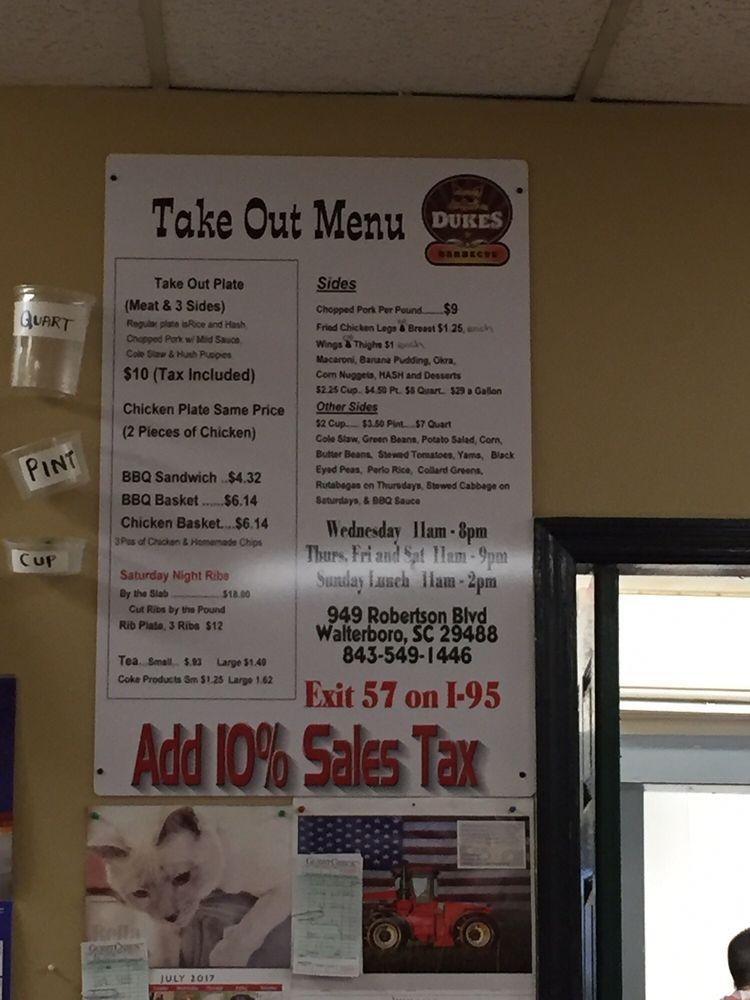 Take Out Menu
DUKES
BARBECUE
Take Out Plate
(Meat & 3 Sides)
Regular plate isRice and Hash,
Chopped Pork w/ Mild Sauce,
Cole Slaw & Hush Puppies
$10 (Tax Included)
Chicken Plate Same Price
(2 Pieces of Chicken)
BBQ Sandwich ..$4.32
BBQ Basket ......$6.14
Chicken Basket....$6.14
3 Pcs of Chicken & Homemade Chips
Saturday Night Ribs
By the Slab ................$18.00
Cut Ribs by the Pound
Rib Plate, 3 Ribs $12
Tea... Small... $.93 Large $1.40
Coke Products Sm $1.25 Large 1.62
Sides
Chopped Pork Per Pound.......$9
Fried Chicken Legs & Breast $1.25,
Wings & Thighs $1
Macaroni, Banana Pudding, Okra,
Corn Nuggets, HASH and Desserts
$2.25 Cup.. $4.50 Pt.. $8 Quart... $29 a Gallon
Other Sides
$2 Cup..... $3.50 Pint....$7 Quart
Cole Slaw, Green Beans, Potato Salad, Corn,
Butter Beans, Stewed Tomatoes, Yams, Black
Eyed Peas, Perlo Rice, Collard Greens,
Rutabagas on Thursdays, Stewed Cabbage on
Saturdays, & BBQ Sauce
Wednesday 11am - 8pm
Thurs, Fri and Sat 11am - 9pm
Sunday Lunch 11am - 2pm
949 Robertson Blvd
Walterboro, SC 29488
843-549-1446
Exit 57 on I-95
Add 10% Sales Tax
QUART
PINT
CUP
GUEST CHECK
GUEST CHECK
JULY 2017